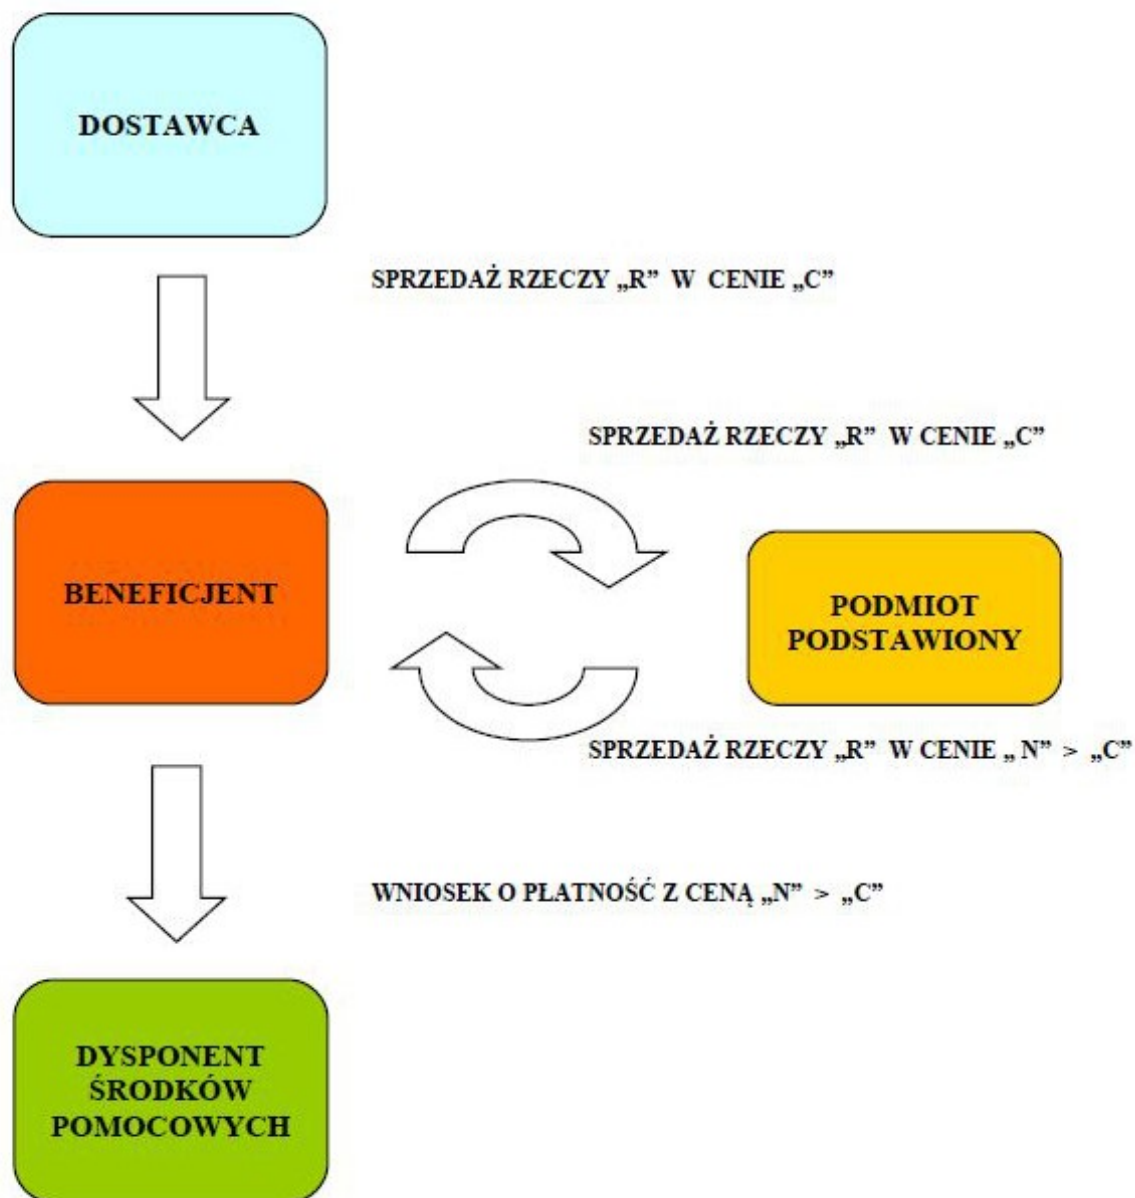 DOSTAWCA
SPRZEDAŻ RZECZY „R” W CENIE „C”
SPRZEDAŻ RZECZY „R” W CENIE „C”
BENEFICJENT
PODMIOT
PODSTAWIONY
SPRZEDAŻ RZECZY „R” W CENIE „ N” > „C”
WNIOSEK O PŁATNOŚĆ Z CENĄ „N” > „C”
DYSPONENT
ŚRODKÓW
POMOCOWYCH